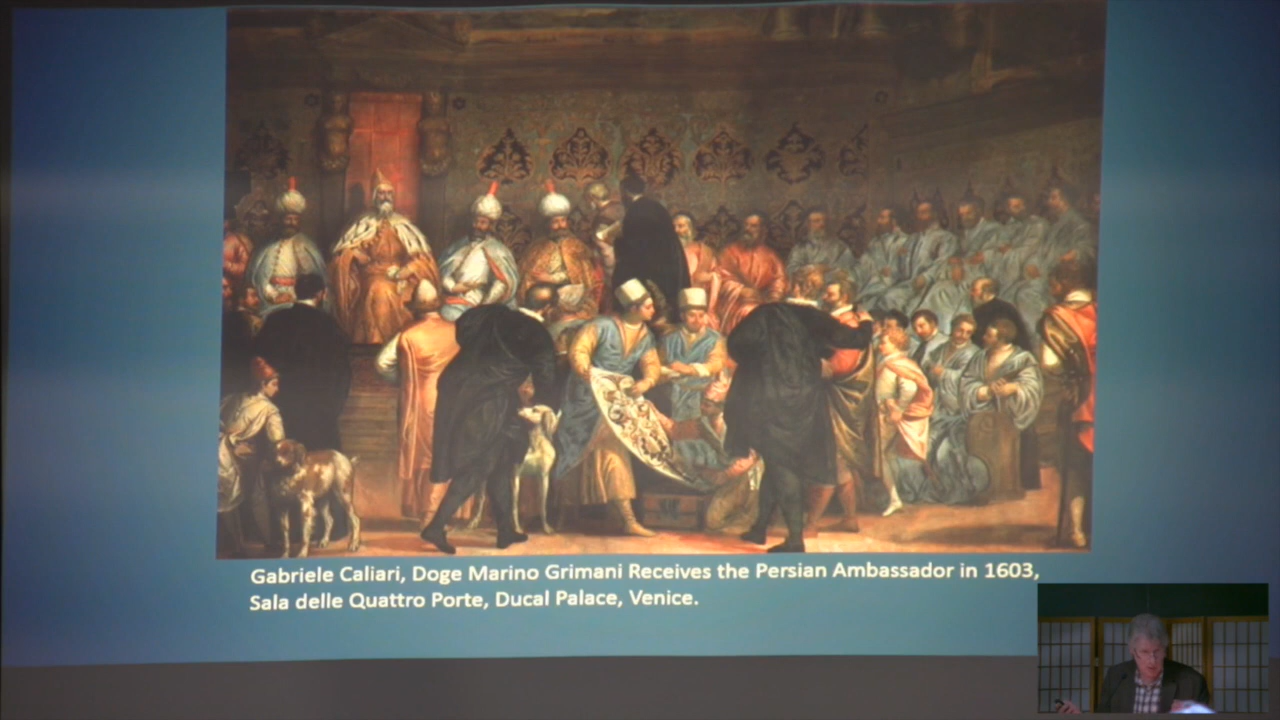 Gabriele Caliari, Doge Marino Grimani Receives the Persian Ambassador in 1603,
Sala delle Quattro Porte, Ducal Palace, Venice.